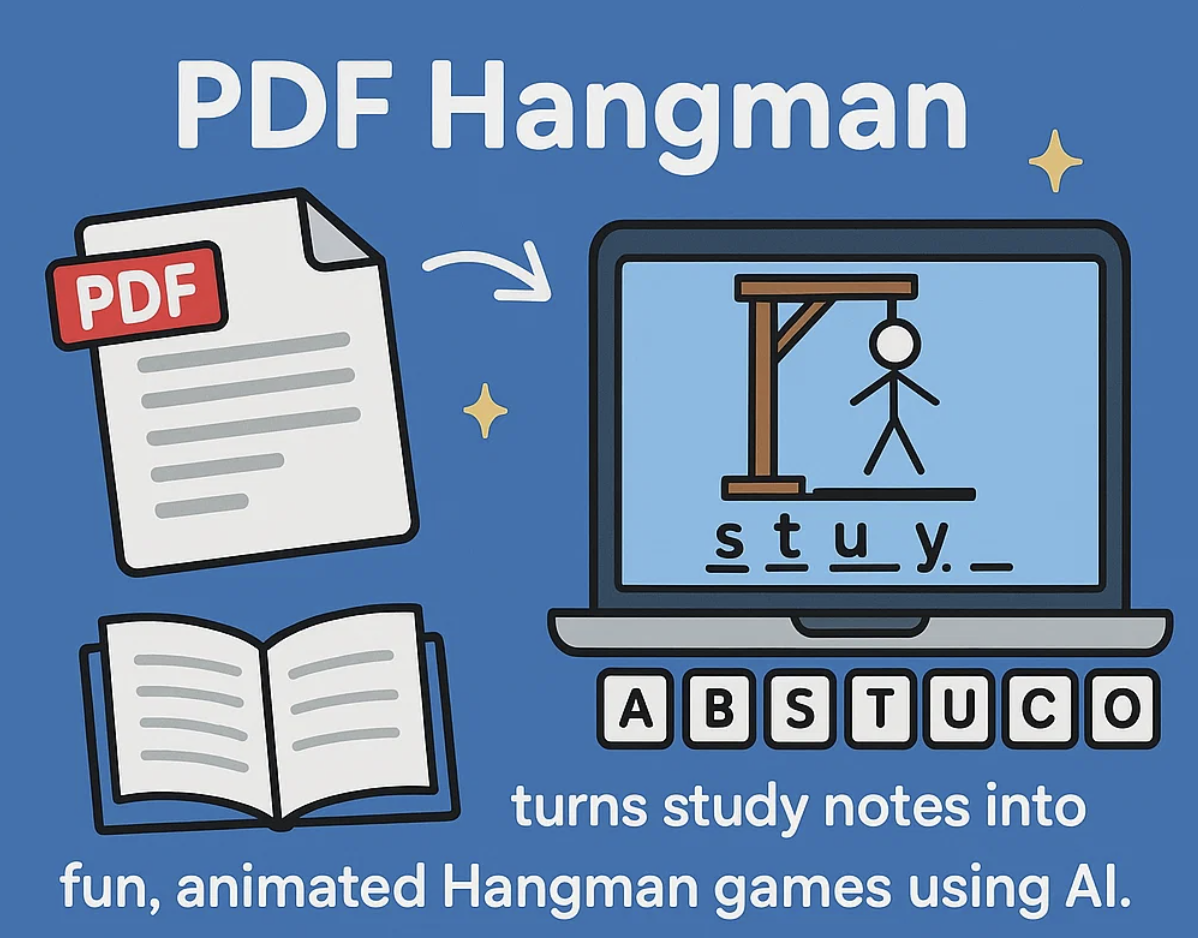 PDF Hangman
PDF
s t u y. _
A B S T U C O
turns study notes into
fun, animated Hangman games using AI.